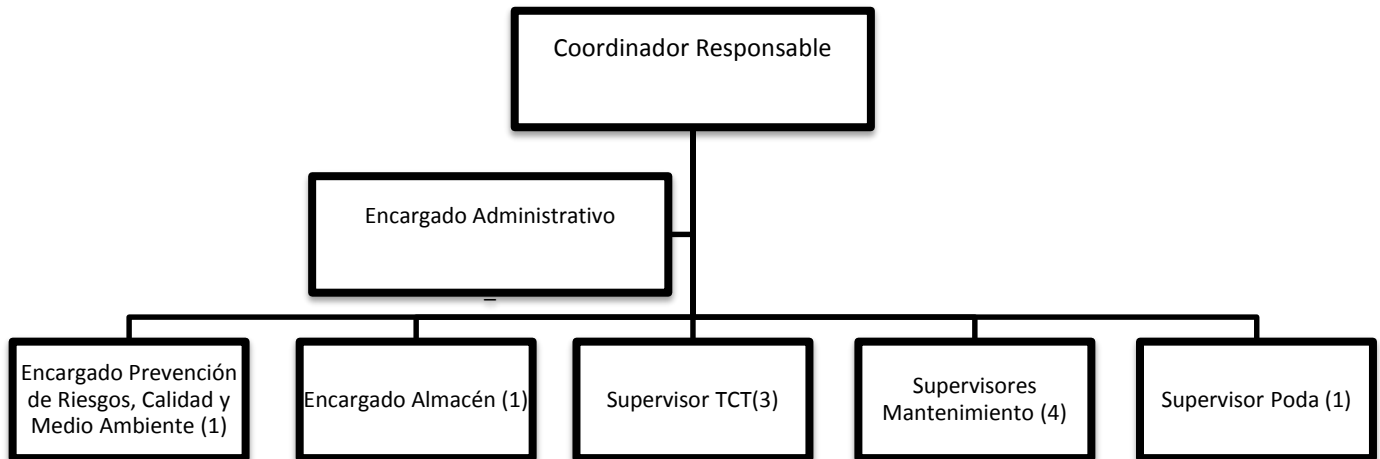 Coordinador Responsable
Encargado Administrativo
_
Encargado Prevención
de Riesgos, Calidad y
Medio Ambiente (1)
Encargado Almacén (1)
Supervisor TCT(3)
Supervisores
Mantenimiento (4)
Supervisor Poda (1)